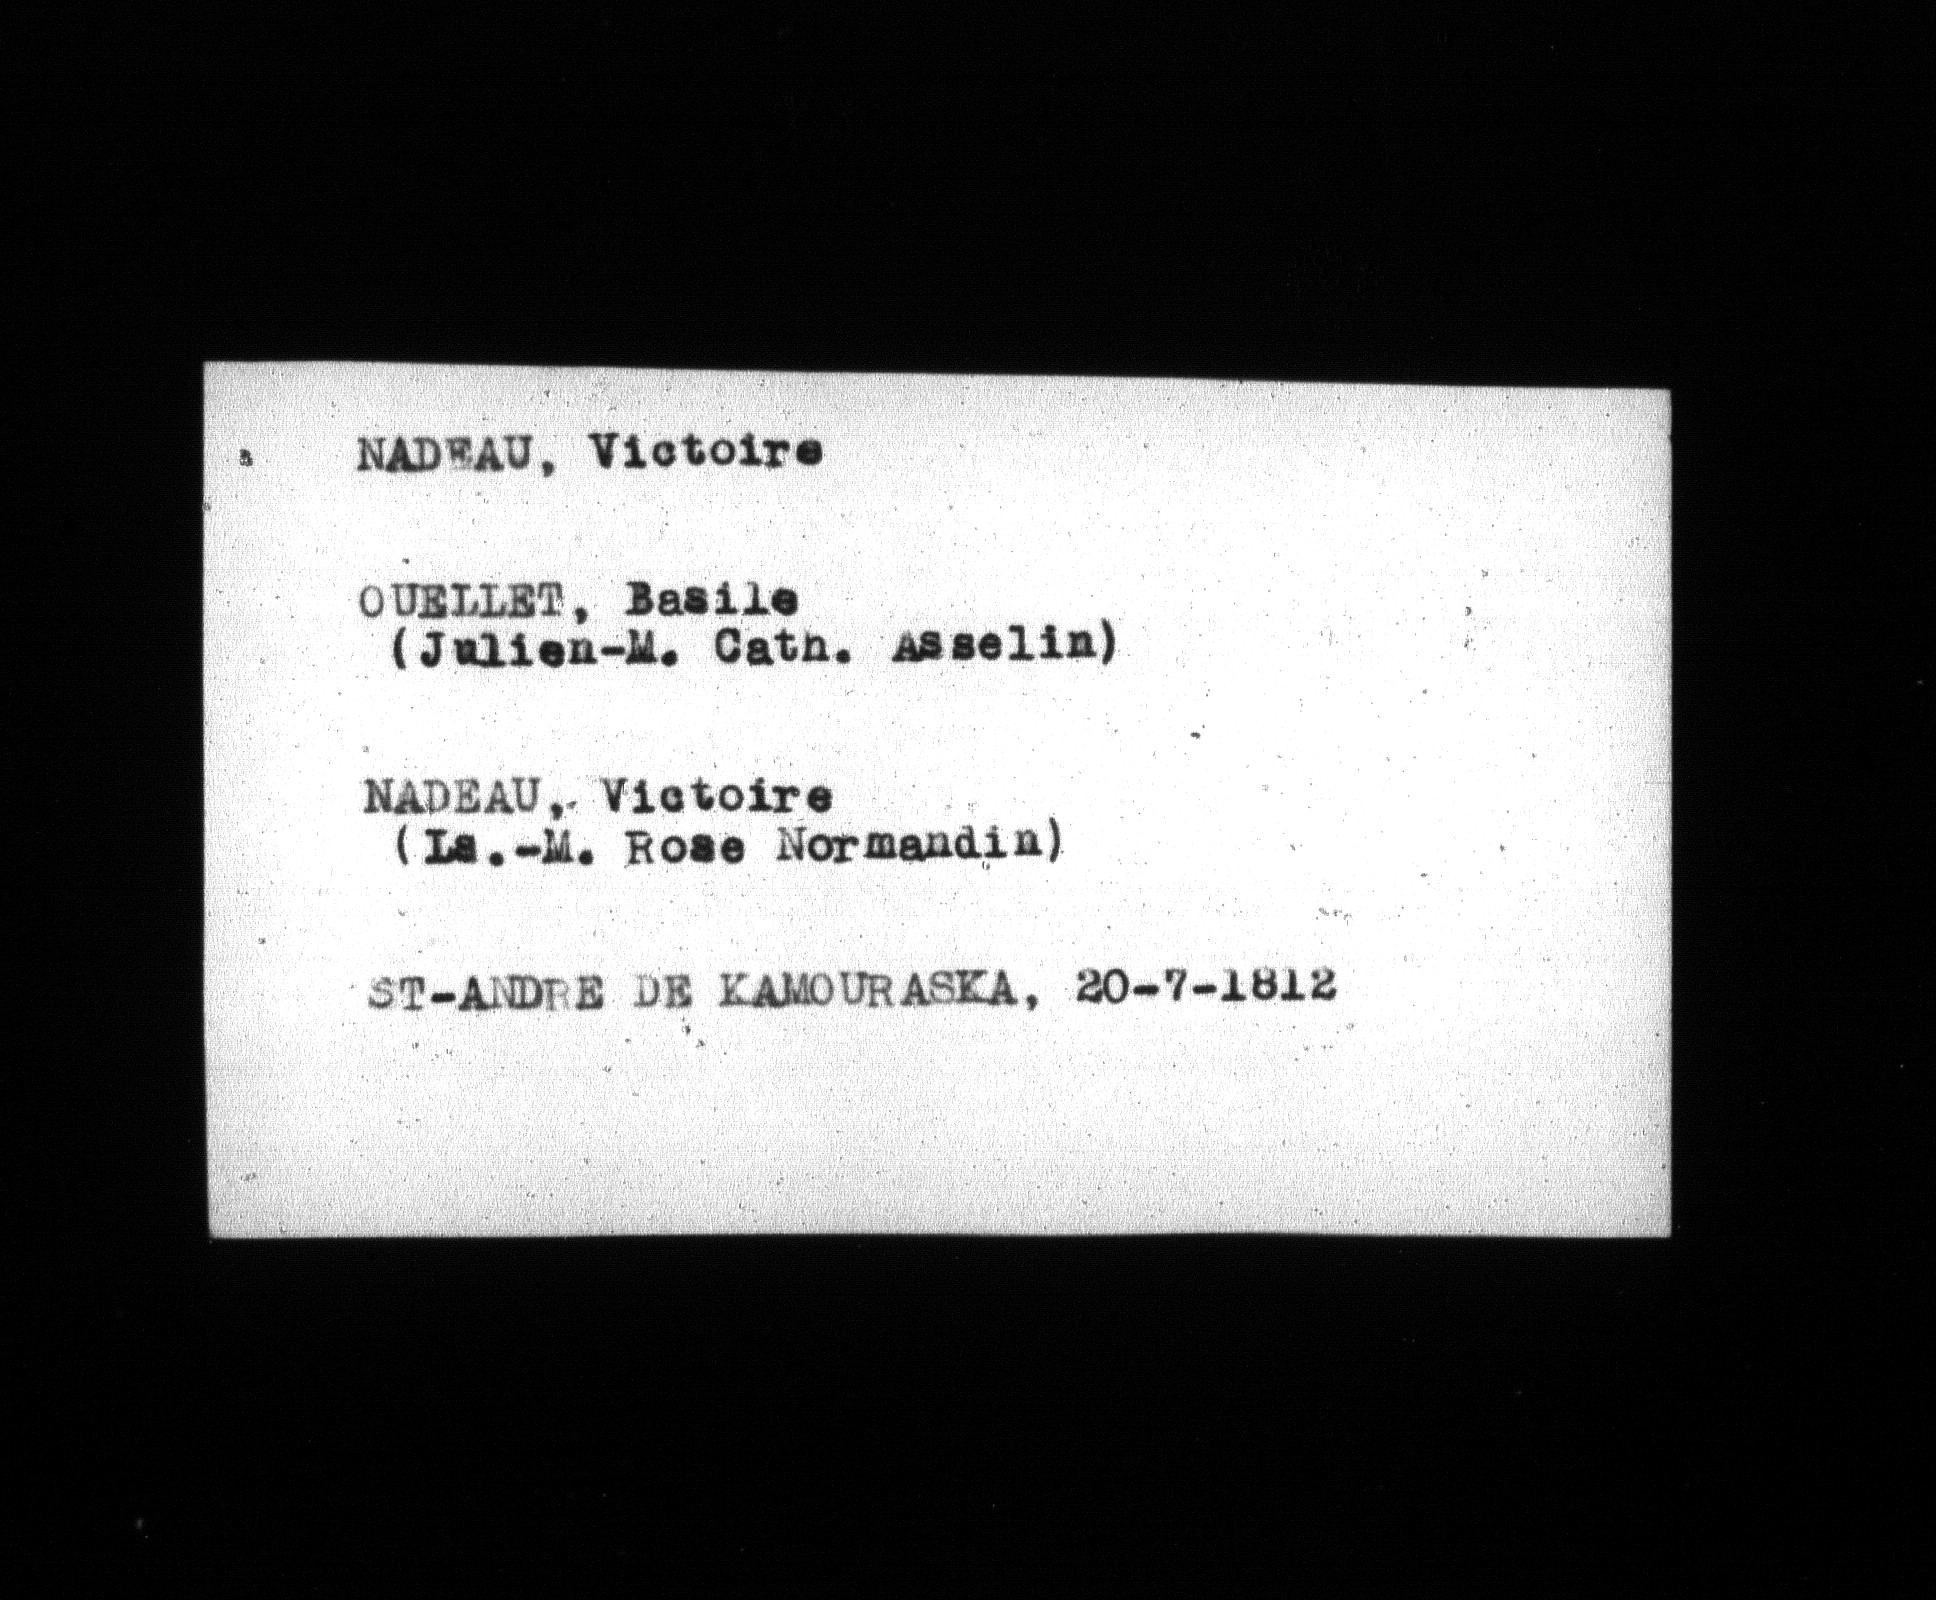 NADEAU, Victoire
OUELLET, Basile
(Julien-M. Cath. Asselin)
NADEAU, Victoire
(Ls.-M. Rose Normandin)
ST-ANDRE DE KAMOURASKA, 20-7-1812